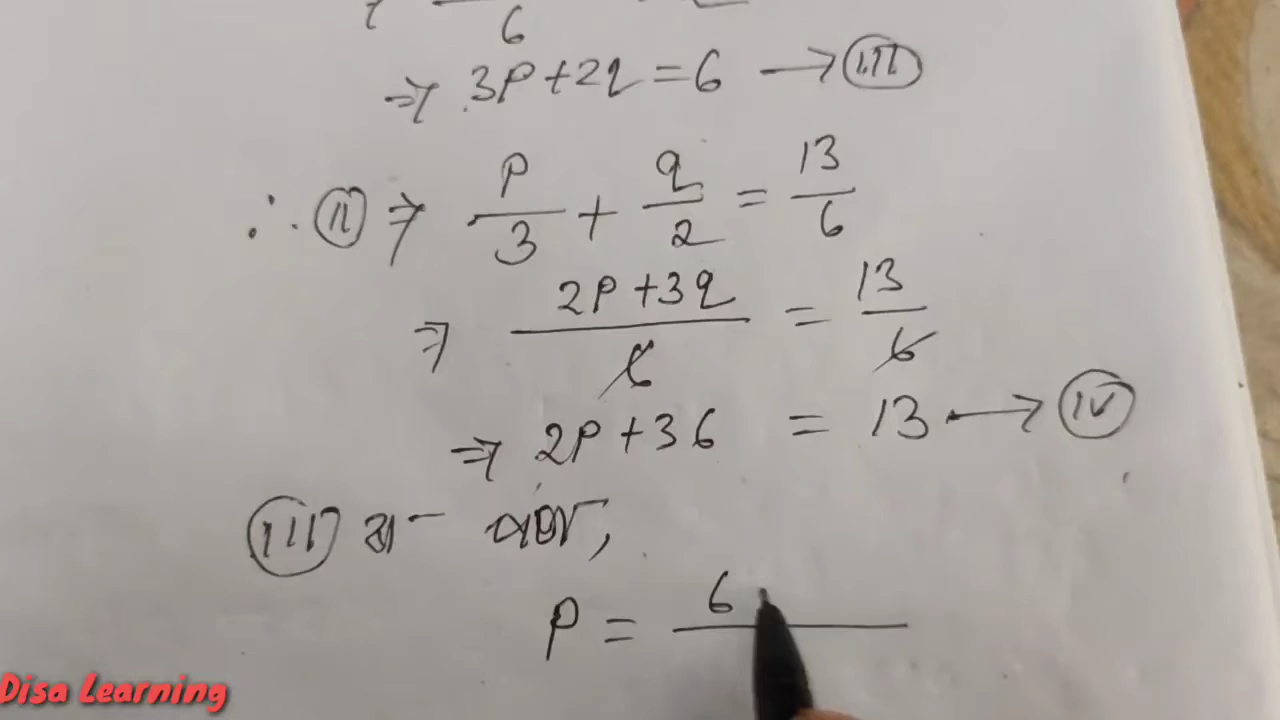 6
⇒ 3P+2q = 6 → (III)
∴ (II) ⇒ P/3 + q/2 = 13/6
⇒ (2P+3q)/6 = 13/6
⇒ 2P+36 = 13 → (IV)
(III)
P = 6
Disa Learning